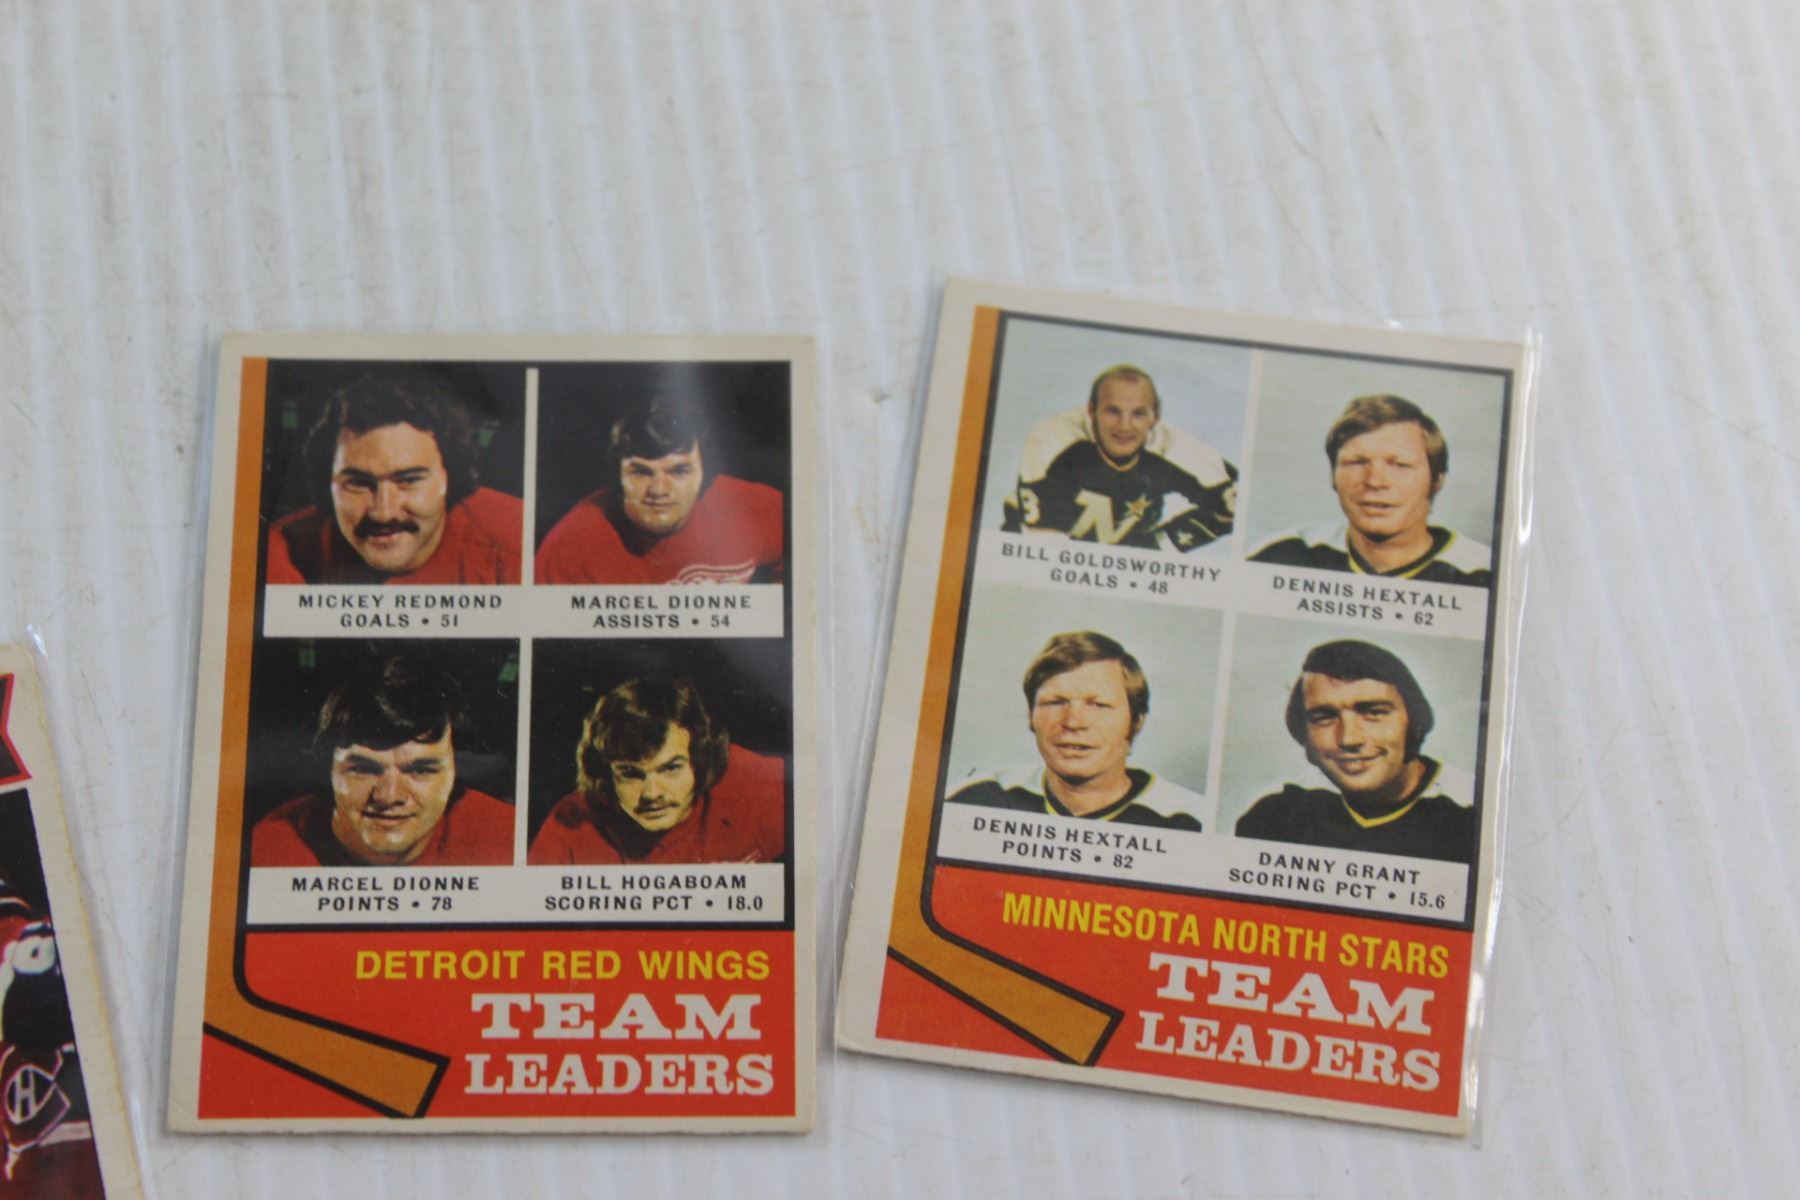 MICKEY REDMOND
GOALS • 51
MARCEL DIONNE
ASSISTS • 54
MARCEL DIONNE
POINTS • 78
BILL HOGABOAM
SCORING PCT • 18.0
DETROIT RED WINGS
TEAM
LEADERS
N
3
BILL GOLDSWORTHY
GOALS • 48
DENNIS HEXTALL
ASSISTS • 62
DENNIS HEXTALL
POINTS • 82
DANNY GRANT
SCORING PCT • 15.6
MINNESOTA NORTH STARS
TEAM
LEADERS